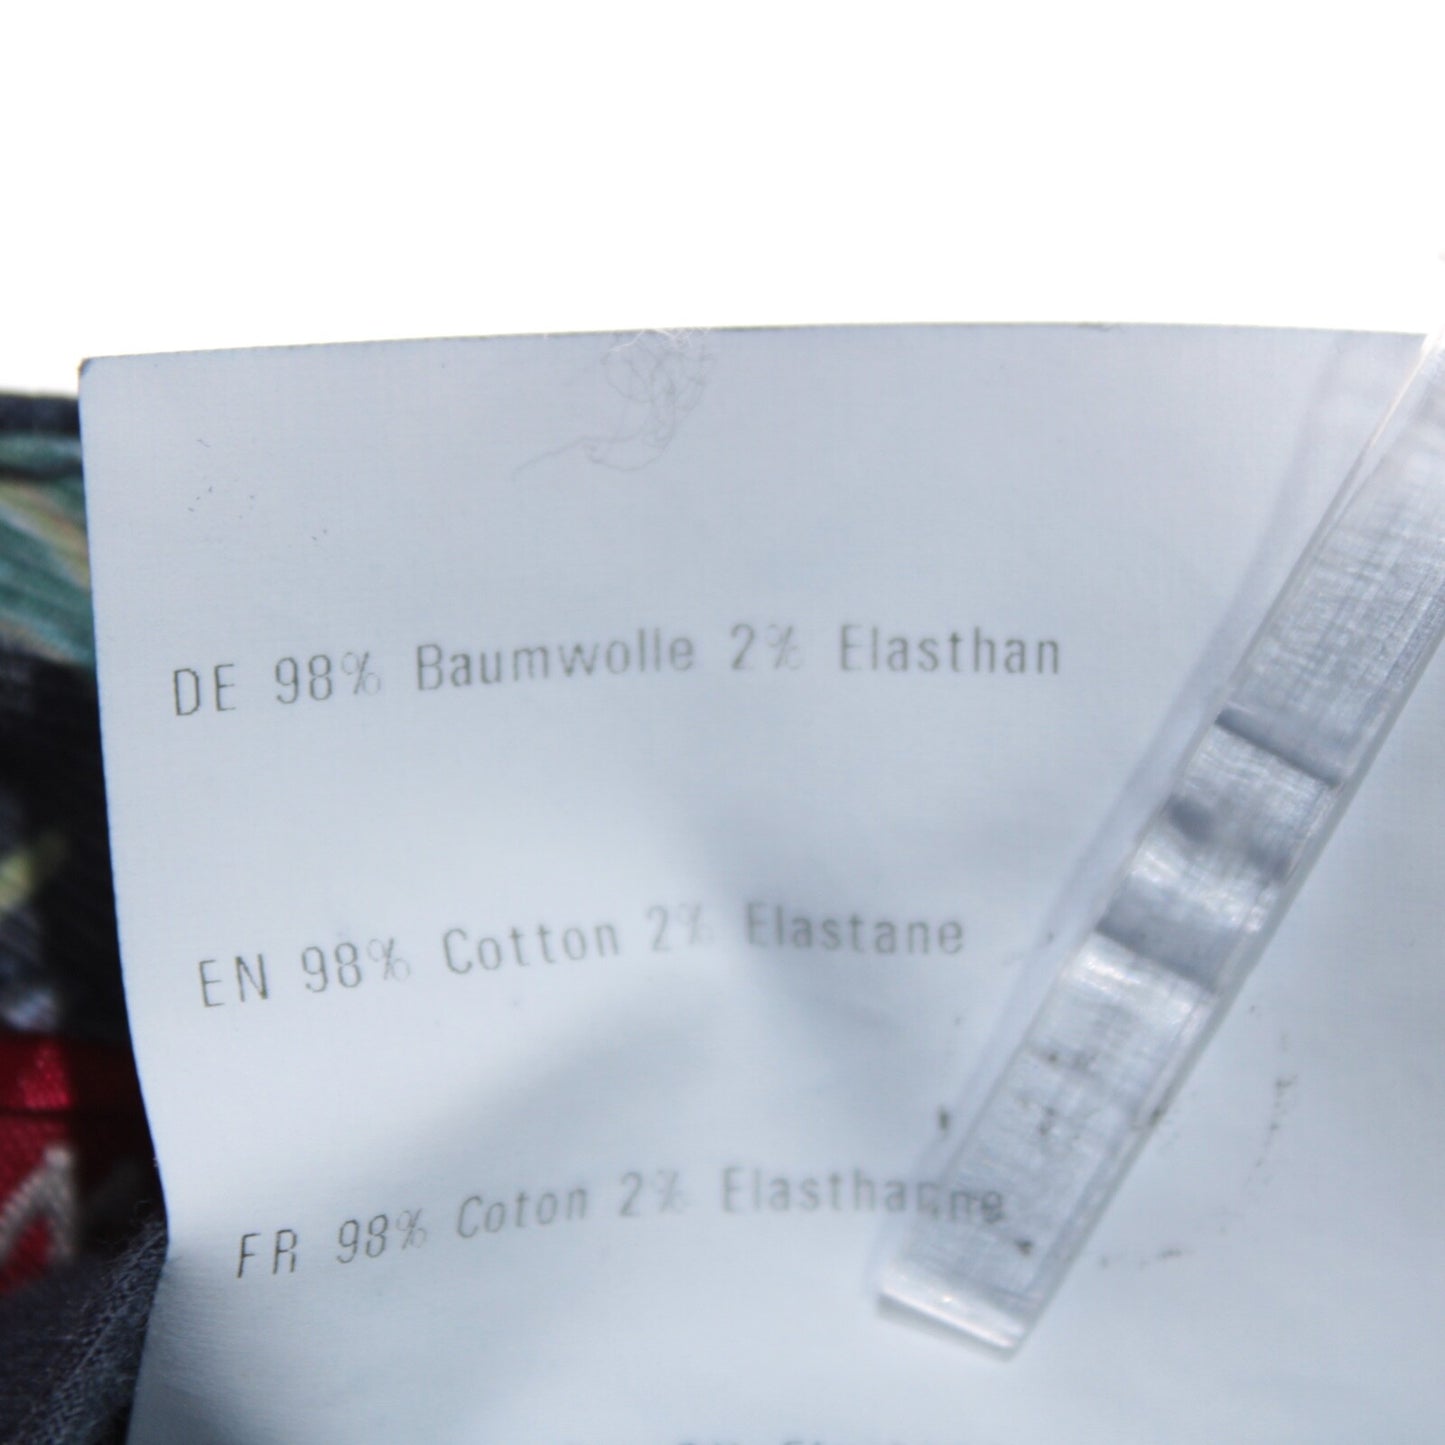 DE 98% Baumwolle 2% Elasthan
EN 98% Cotton 2% Elastane
FR 98% Coton 2% Elasthanne